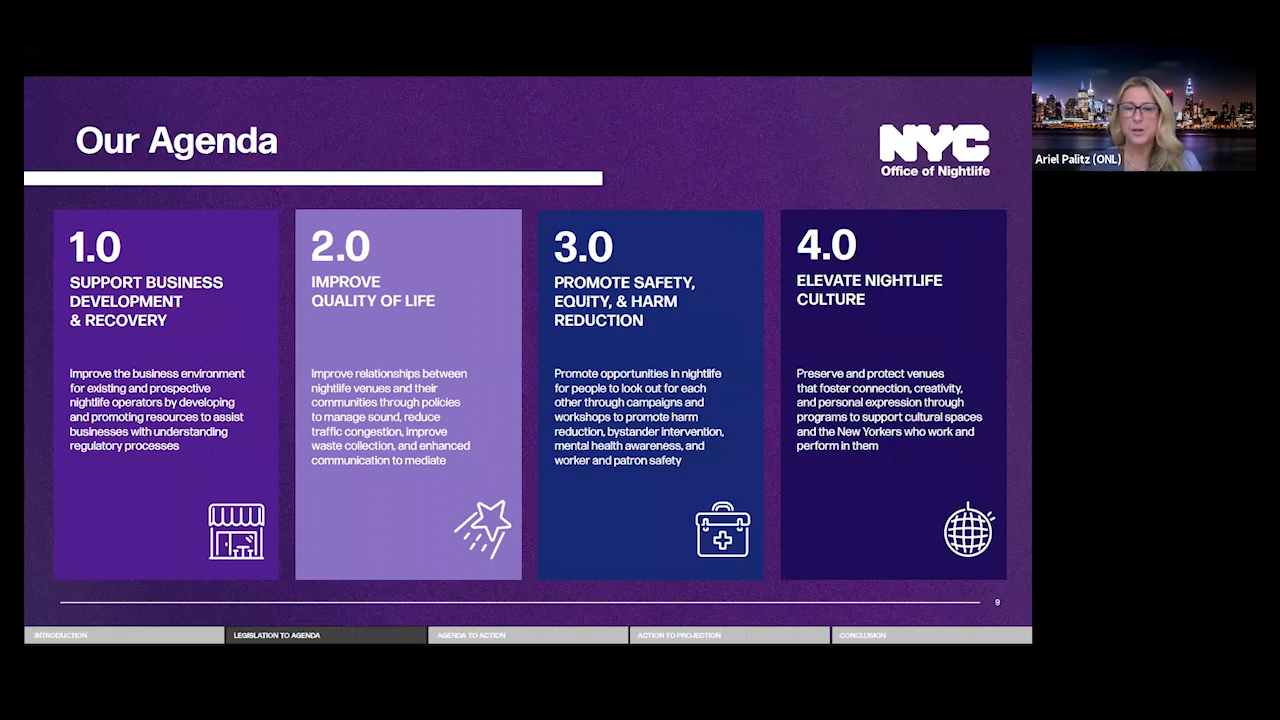 Our Agenda
NYC
Office of Nightlife
Ariel Palitz (ONL)
1.0
SUPPORT BUSINESS
DEVELOPMENT
& RECOVERY
Improve the business environment
for existing and prospective
nightlife operators by developing
and promoting resources to assist
businesses with understanding
regulatory processes
2.0
IMPROVE
QUALITY OF LIFE
Improve relationships between
nightlife venues and their
communities through policies
to manage sound, reduce
traffic congestion, improve
waste collection, and enhanced
communication to mediate
3.0
PROMOTE SAFETY,
EQUITY, & HARM
REDUCTION
Promote opportunities in nightlife
for people to look out for each
other through campaigns and
workshops to promote harm
reduction, bystander intervention,
mental health awareness, and
worker and patron safety
4.0
ELEVATE NIGHTLIFE
CULTURE
Preserve and protect venues
that foster connection, creativity,
and personal expression through
programs to support cultural spaces
and the New Yorkers who work and
perform in them
9
INTRODUCTION
LEGISLATION TO AGENDA
AGENDA TO ACTION
ACTION TO PROJECTION
CONCLUSION